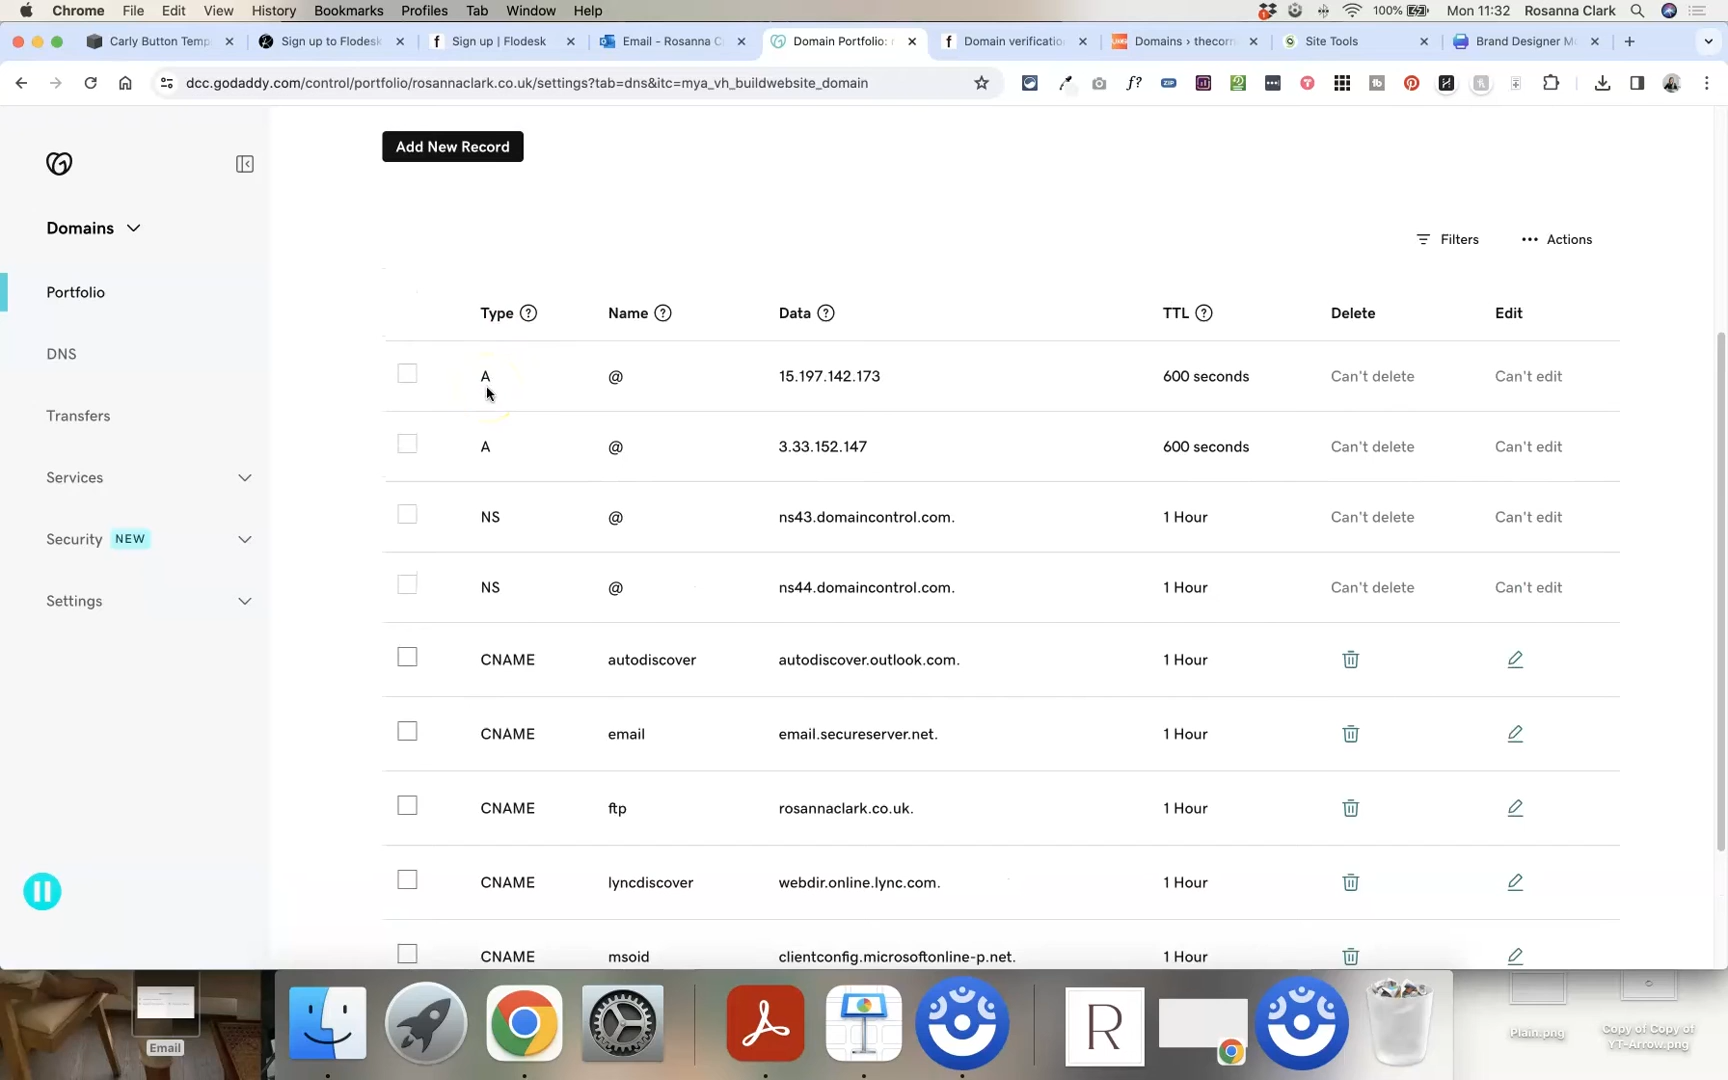 Chrome File Edit View History Bookmarks Profiles Tab Window Help 100% Mon 11:32 Rosanna Clark
Carly Button Temp Sign up to Flodesk Sign up | Flodesk Email - Rosanna C Domain Portfolio: Domain verificatio Domains › thecorn Site Tools Brand Designer M
dcc.godaddy.com/control/portfolio/rosannaclark.co.uk/settings?tab=dns&itc=mya_vh_buildwebsite_domain
Add New Record
Domains
Filters
Actions
Portfolio
DNS
Transfers
Services
Security NEW
Settings
Type Name Data TTL Delete Edit
A @ 15.197.142.173 600 seconds Can't delete Can't edit
A @ 3.33.152.147 600 seconds Can't delete Can't edit
NS @ ns43.domaincontrol.com. 1 Hour Can't delete Can't edit
NS @ ns44.domaincontrol.com. 1 Hour Can't delete Can't edit
CNAME autodiscover autodiscover.outlook.com. 1 Hour
CNAME email email.secureserver.net. 1 Hour
CNAME ftp rosannaclark.co.uk. 1 Hour
CNAME lyncdiscover webdir.online.lync.com. 1 Hour
CNAME msoid clientconfig.microsoftonline-p.net. 1 Hour
Email
R
Plain.png
Copy of Copy of
YT-Arrow.png